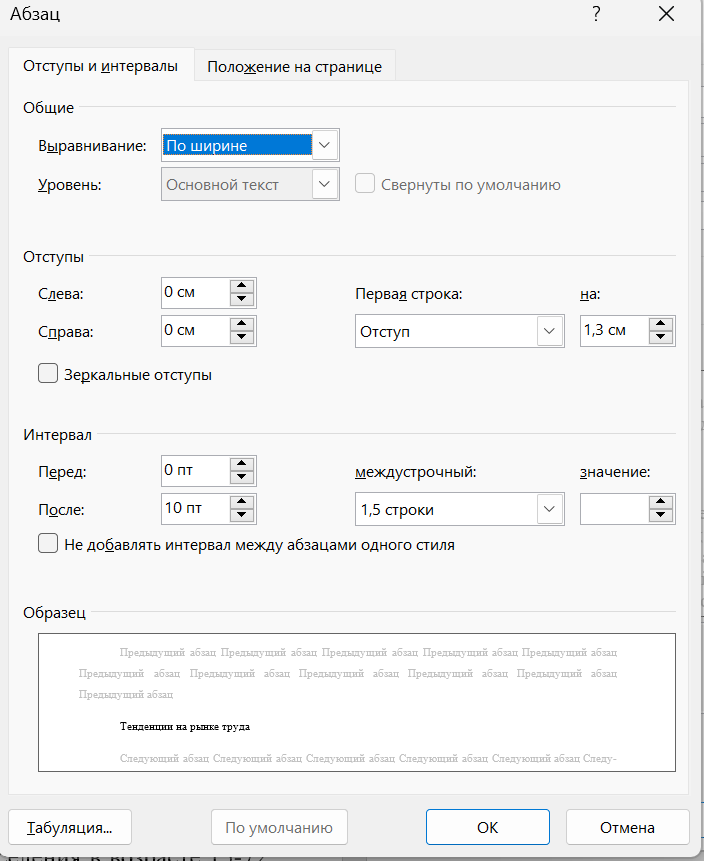 Абзац ?
Отступы и интервалы Положение на странице
Общие
Выравнивание: По ширине
Уровень: Основной текст Свернуты по умолчанию
Отступы
Слева: 0 см Первая строка: на:
Справа: 0 см Отступ 1,3 см
Зеркальные отступы
Интервал
Перед: 0 пт междустрочный: значение:
После: 10 пт 1,5 строки
Не добавлять интервал между абзацами одного стиля
Образец
Предыдущий абзац Предыдущий абзац Предыдущий абзац Предыдущий абзац Предыдущий абзац
Предыдущий абзац Предыдущий абзац Предыдущий абзац Предыдущий абзац Предыдущий абзац
Предыдущий абзац
Тенденции на рынке труда
Следующий абзац Следующий абзац Следующий абзац Следующий абзац Следующий абзац Следу-
Табуляция... По умолчанию ОК Отмена